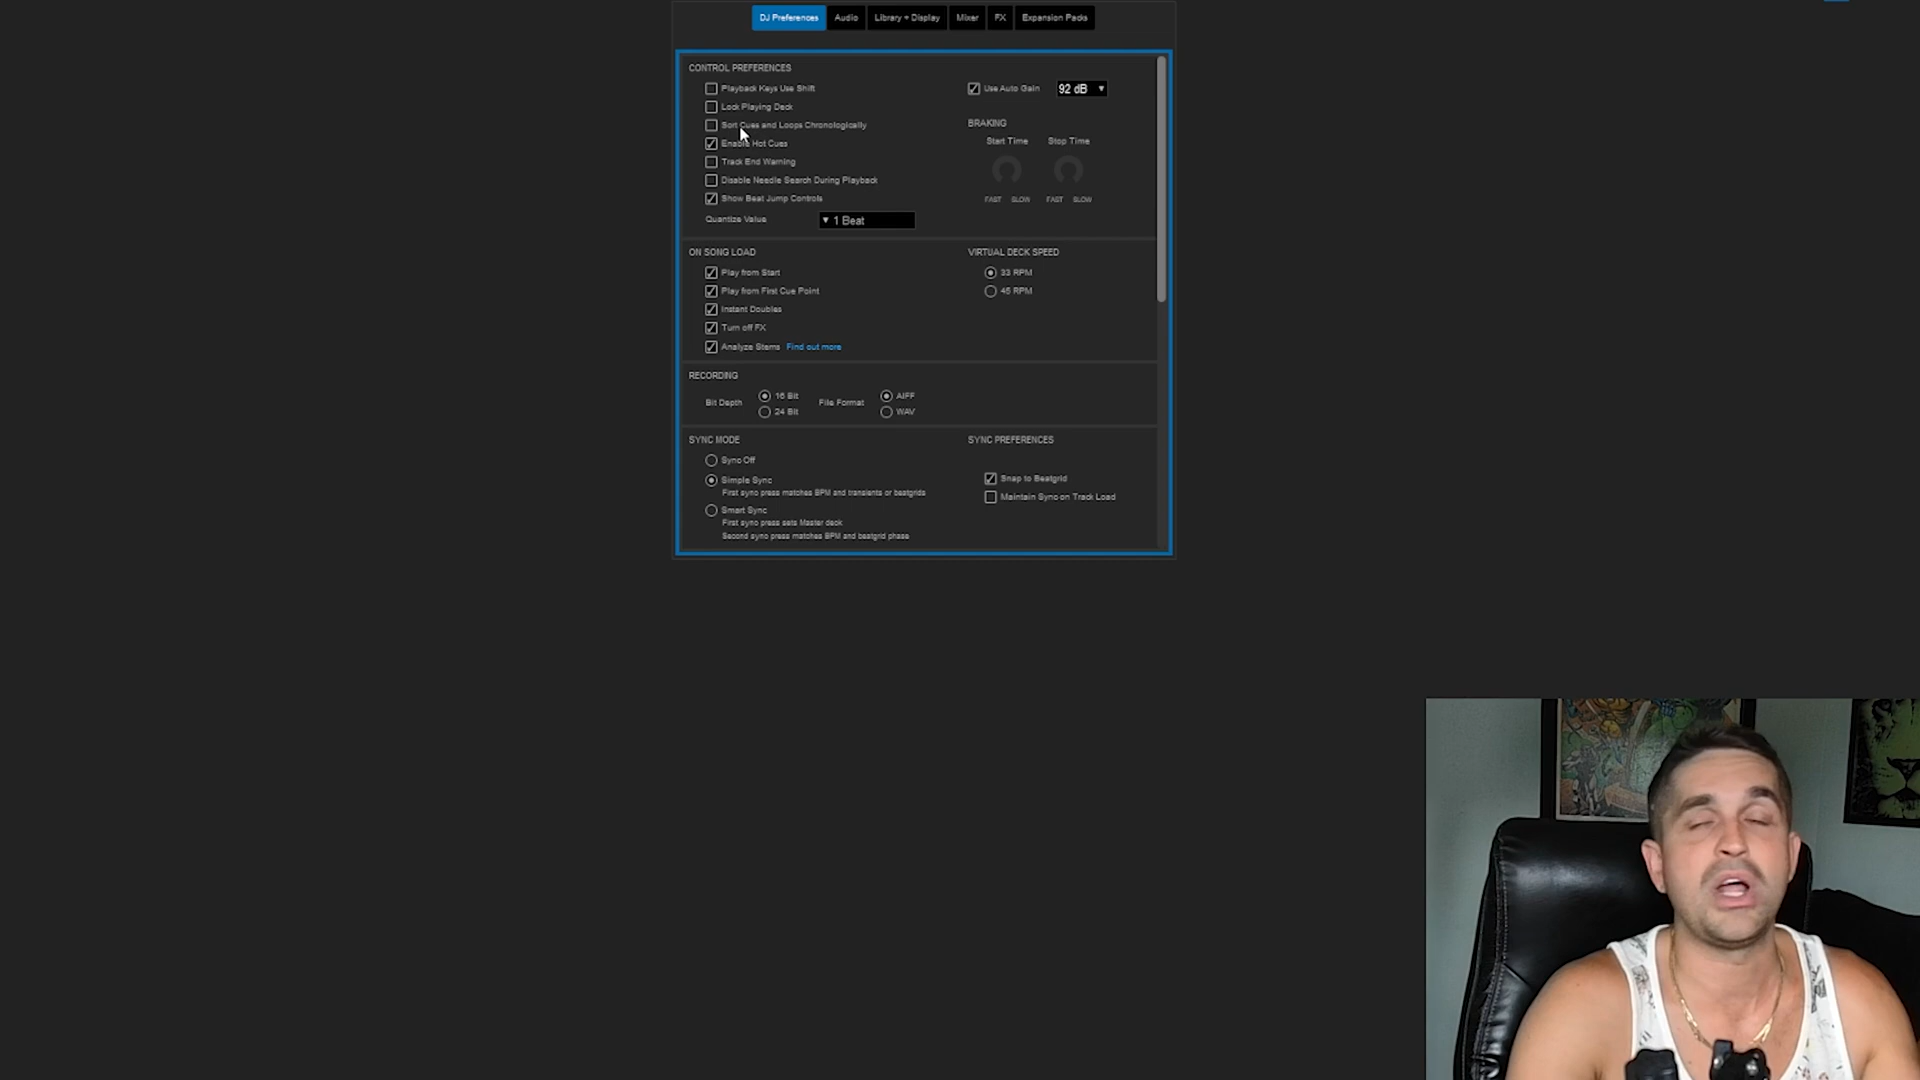 DJ Preferences Audio Library + Display Mixer FX Expansion Packs
CONTROL PREFERENCES
Playback Keys Use Shift
Lock Playing Deck
Sort Cues and Loops Chronologically
Enable Hot Cues
Track End Warning
Disable Needle Search During Playback
Show Beat Jump Controls
Quantize Value 1 Beat
Use Auto Gain 92 dB
BRAKING
Start Time Stop Time
FAST SLOW FAST SLOW
ON SONG LOAD
Play from Start
Play from First Cue Point
Instant Doubles
Turn off FX
Analyze Stems Find out more
VIRTUAL DECK SPEED
33 RPM
45 RPM
RECORDING
Bit Depth
16 Bit
24 Bit
File Format
AIFF
WAV
SYNC MODE
Sync Off
Simple Sync
First sync press matches BPM and transients or beatgrids
Smart Sync
First sync press sets Master deck
Second sync press matches BPM and beatgrid phase
SYNC PREFERENCES
Snap to Beatgrid
Maintain Sync on Track Load